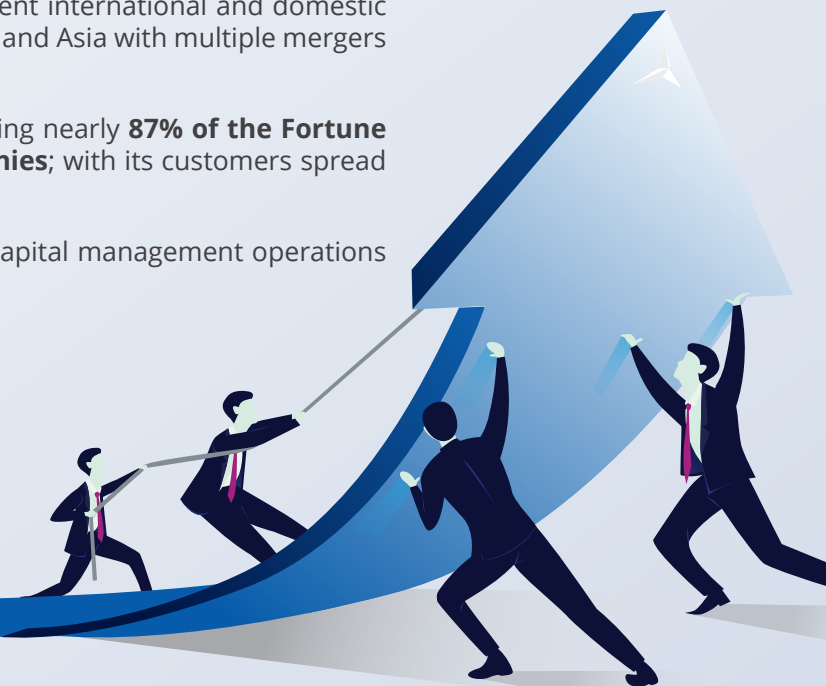 ent international and domestic
and Asia with multiple mergers
ing nearly 87% of the Fortune
nies; with its customers spread
apital management operations